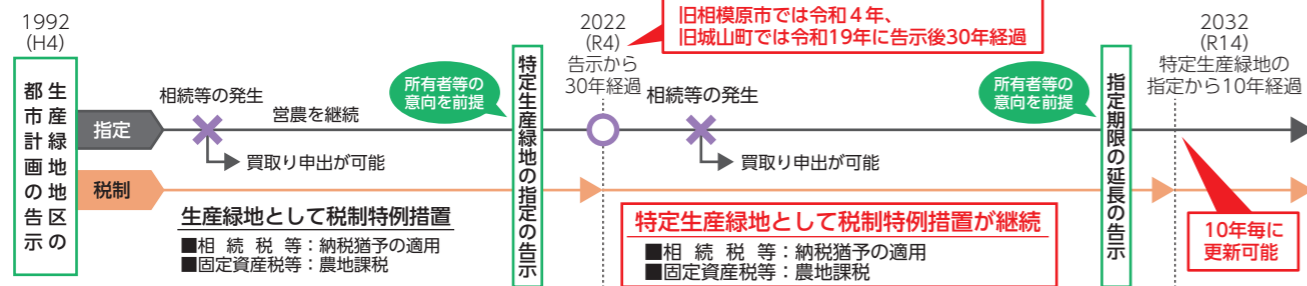 1992
(H4)
生産緑地地区の
都市計画の告示
指定
税制
相続等の発生
営農を継続
買取り申出が可能
生産緑地として税制特例措置
■相 続 税 等：納税猶予の適用
■固定資産税等：農地課税
所有者等の
意向を前提
特定生産緑地の指定の告示
2022
(R4)
告示から
30年経過
旧相模原市では令和４年、
旧城山町では令和19年に告示後30年経過
相続等の発生
買取り申出が可能
特定生産緑地として税制特例措置が継続
■相 続 税 等：納税猶予の適用
■固定資産税等：農地課税
所有者等の
意向を前提
指定期限の延長の告示
2032
(R14)
特定生産緑地の
指定から10年経過
10年毎に
更新可能